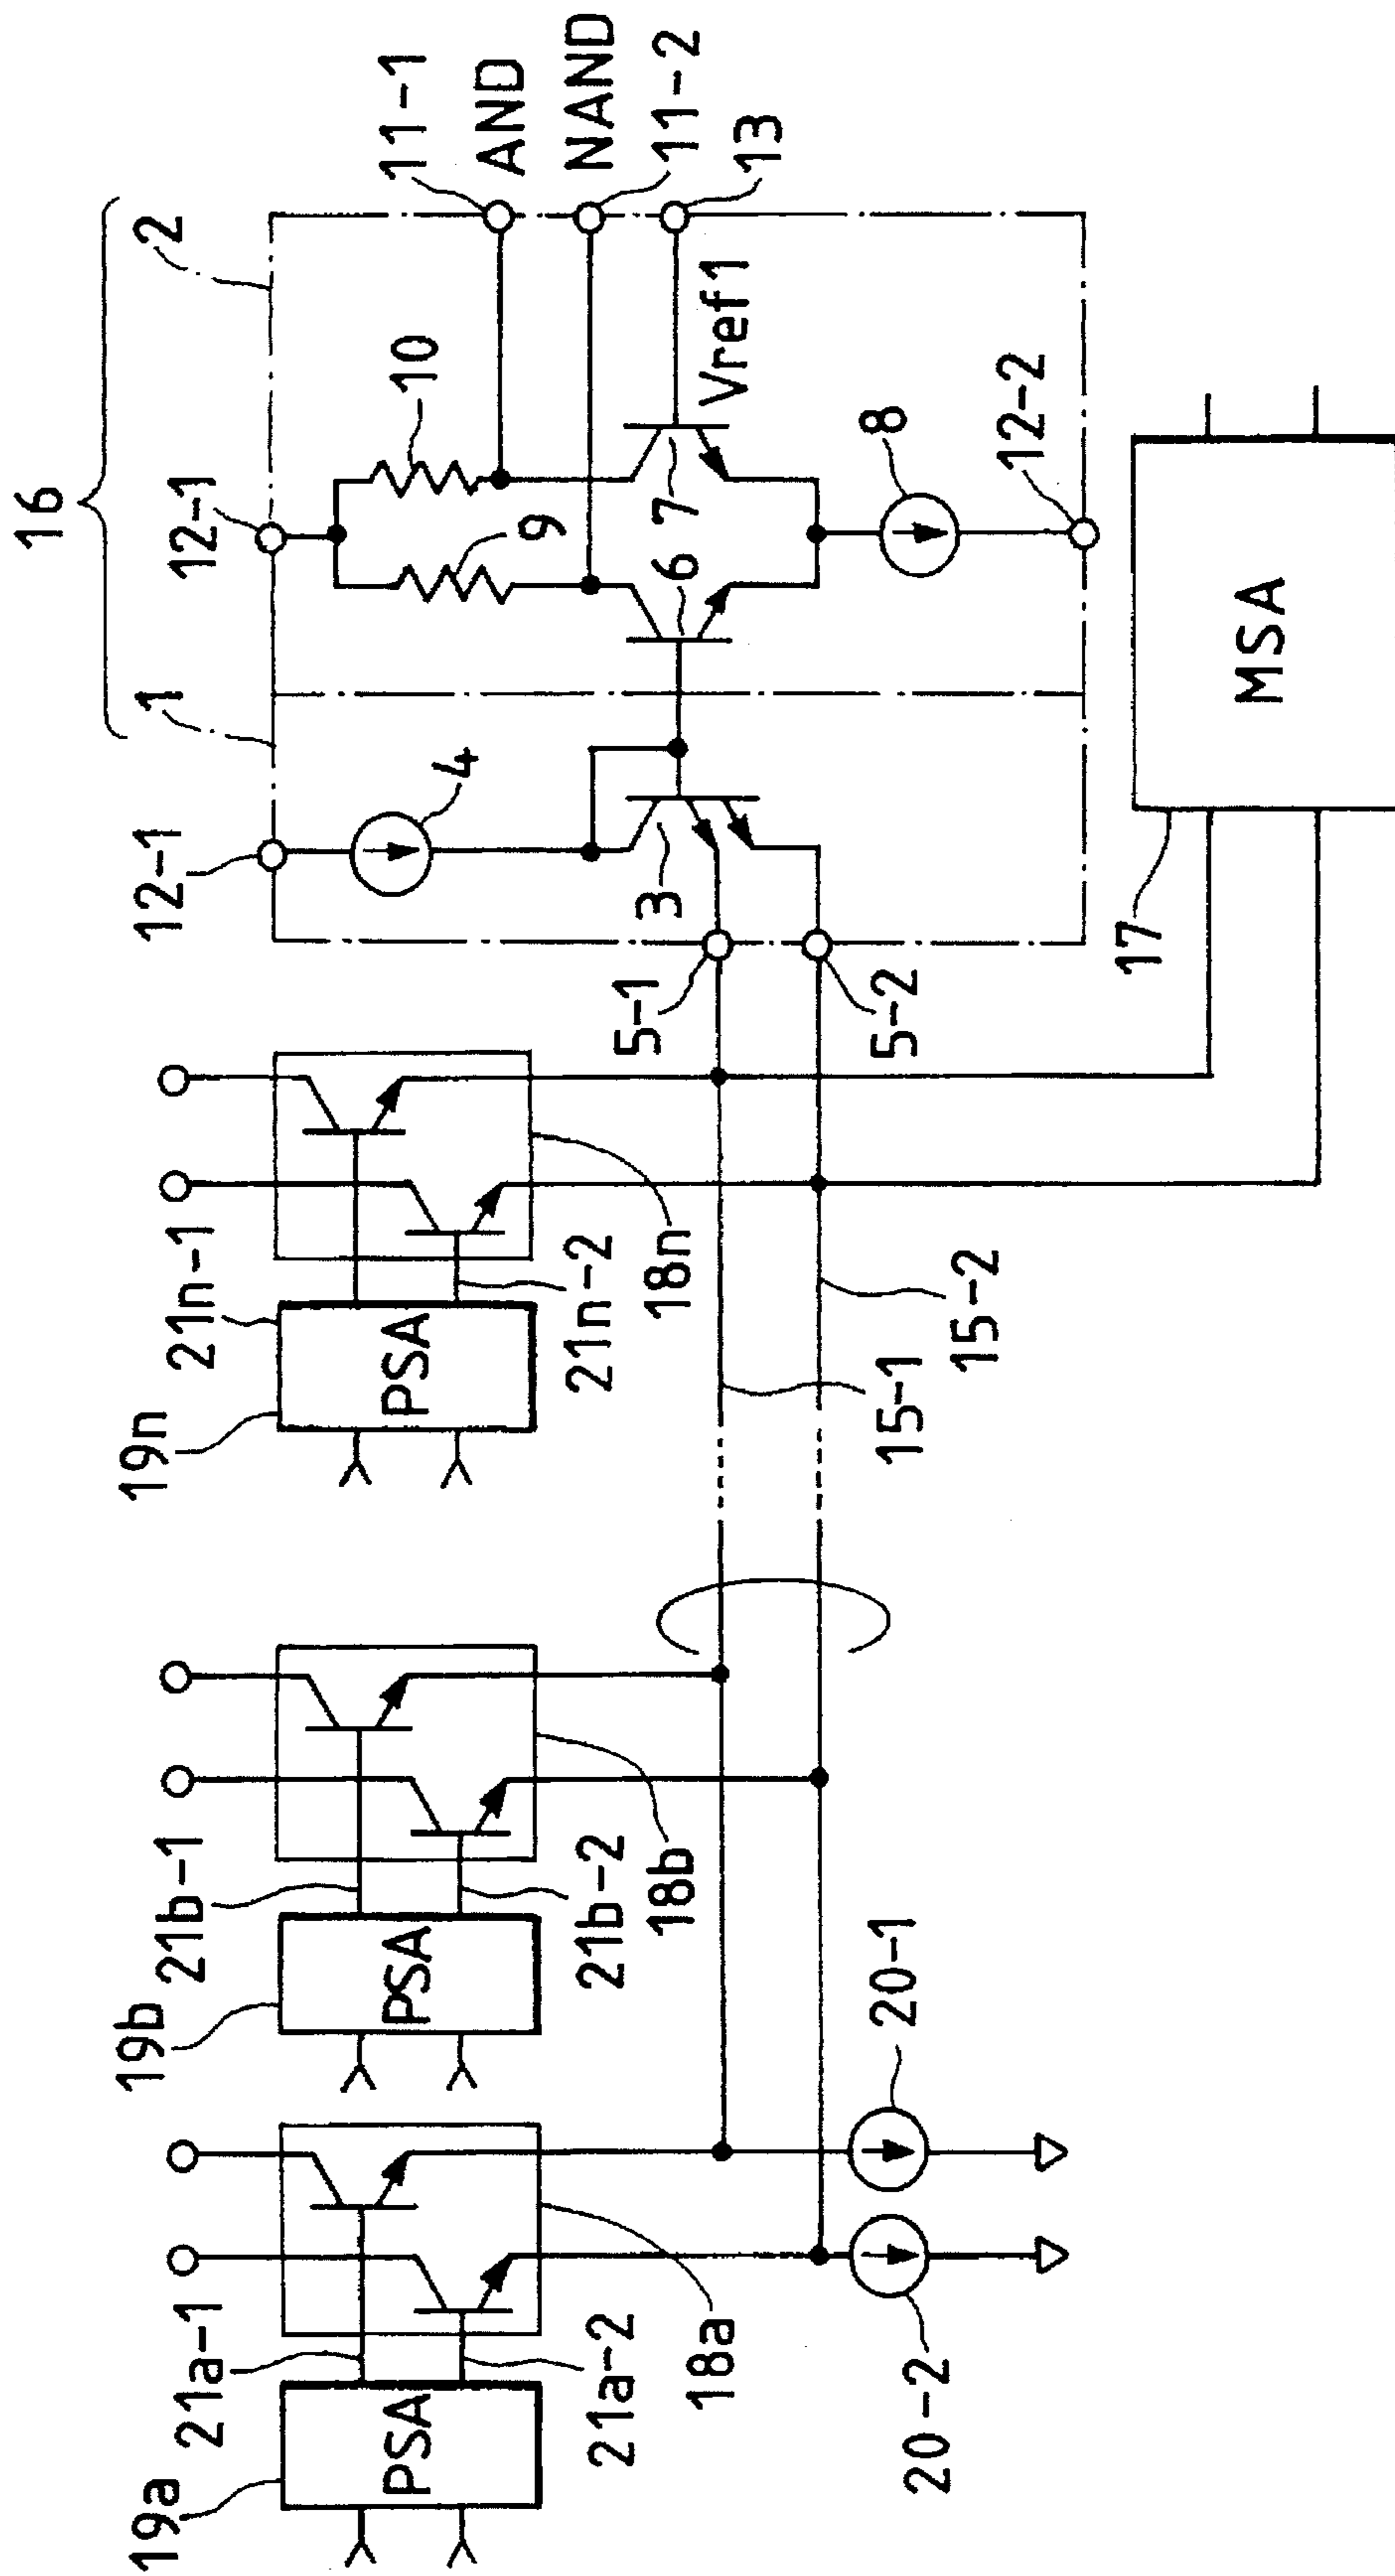 16
12-1
1
12-1
2
11-1
AND
NAND
11-2
13
10
9
4
Vref1
7
6
3
8
12-2
5-1
5-2
17
MSA
21n-1
19n
PSA
21n-2
18n
15-1
15-2
21b-1
19b
PSA
21b-2
18b
21a-1
19a
PSA
21a-2
18a
20-1
20-2